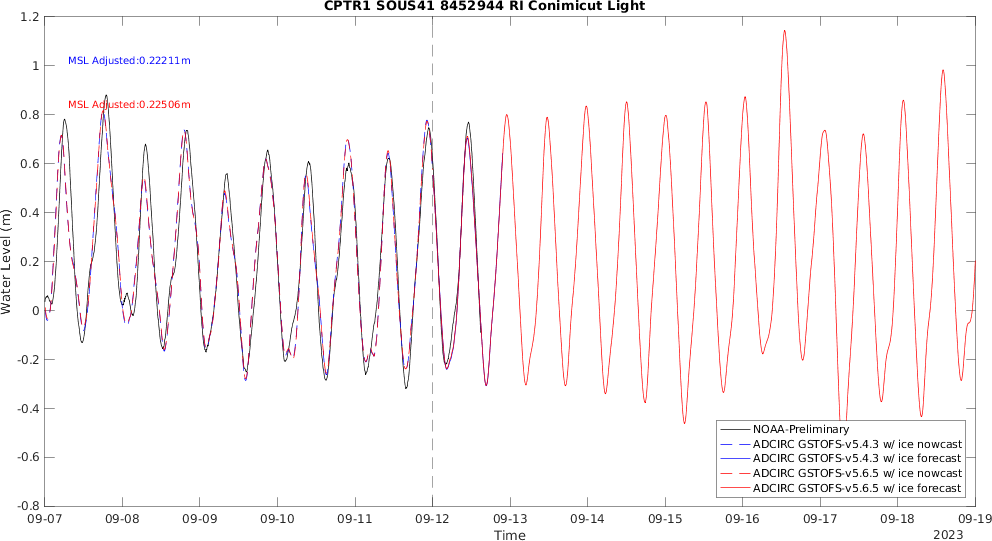 CPTR1 SOUS41 8452944 RI Conimicut Light
1.2
1
0.8
0.6
0.4
0.2
0
-0.2
-0.4
-0.6
-0.8
Water Level (m)
MSL Adjusted:0.22211m
MSL Adjusted:0.22506m
NOAA-Preliminary
ADCIRC GSTOFS-v5.4.3 w/ ice nowcast
ADCIRC GSTOFS-v5.4.3 w/ ice forecast
ADCIRC GSTOFS-v5.6.5 w/ ice nowcast
ADCIRC GSTOFS-v5.6.5 w/ ice forecast
09-07 09-08 09-09 09-10 09-11 09-12 09-13 09-14 09-15 09-16 09-17 09-18 09-19
Time
2023